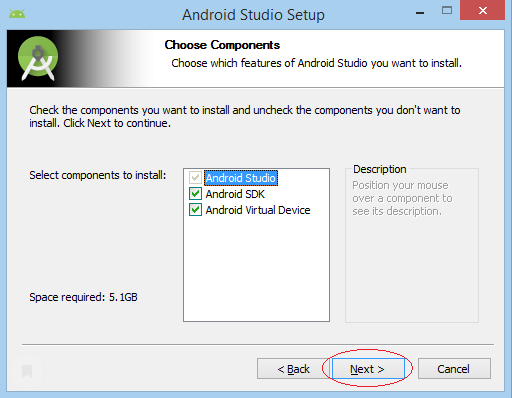 Android Studio Setup
Choose Components
Choose which features of Android Studio you want to install.
Check the components you want to install and uncheck the components you don't want to
install. Click Next to continue.
Select components to install:
Android Studio
Android SDK
Android Virtual Device
Description
Position your mouse
over a component to
see its description.
Space required: 5.1GB
< Back
Next >
Cancel